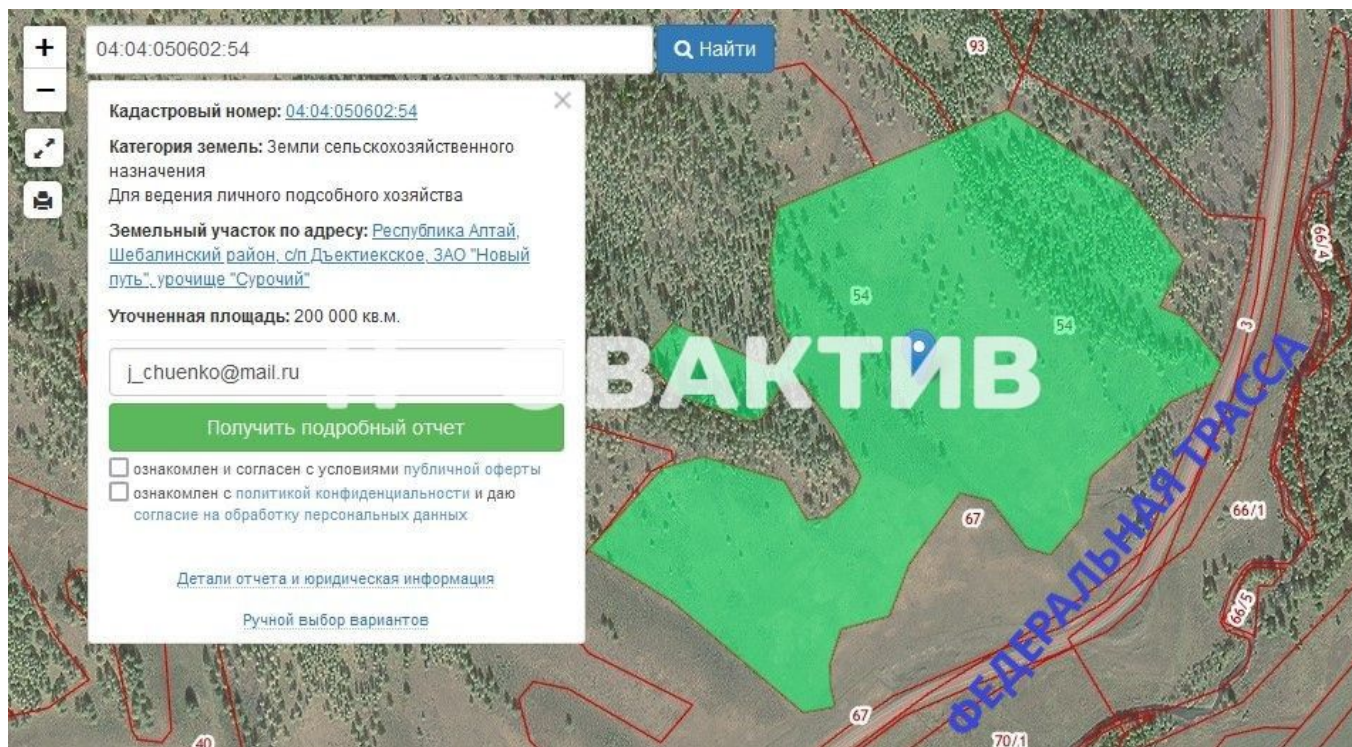 +
04:04:050602:54
Найти
−
Кадастровый номер: 04:04:050602:54
Категория земель: Земли сельскохозяйственного
назначения
Для ведения личного подсобного хозяйства
Земельный участок по адресу: Республика Алтай,
Шебалинский район, с/п Дъектиекское, ЗАО "Новый
путь", урочище "Сурочий"
Уточненная площадь: 200 000 кв.м.
j_chuenko@mail.ru
Получить подробный отчет
ознакомлен и согласен с условиями публичной оферты
ознакомлен с политикой конфиденциальности и даю
согласие на обработку персональных данных
Детали отчета и юридическая информация
Ручной выбор вариантов
93
66/4
54
54
3
ВАКТИВ
ФЕДЕРАЛЬНАЯ ТРАССА
67
66/1
66/5
67
70/1
40